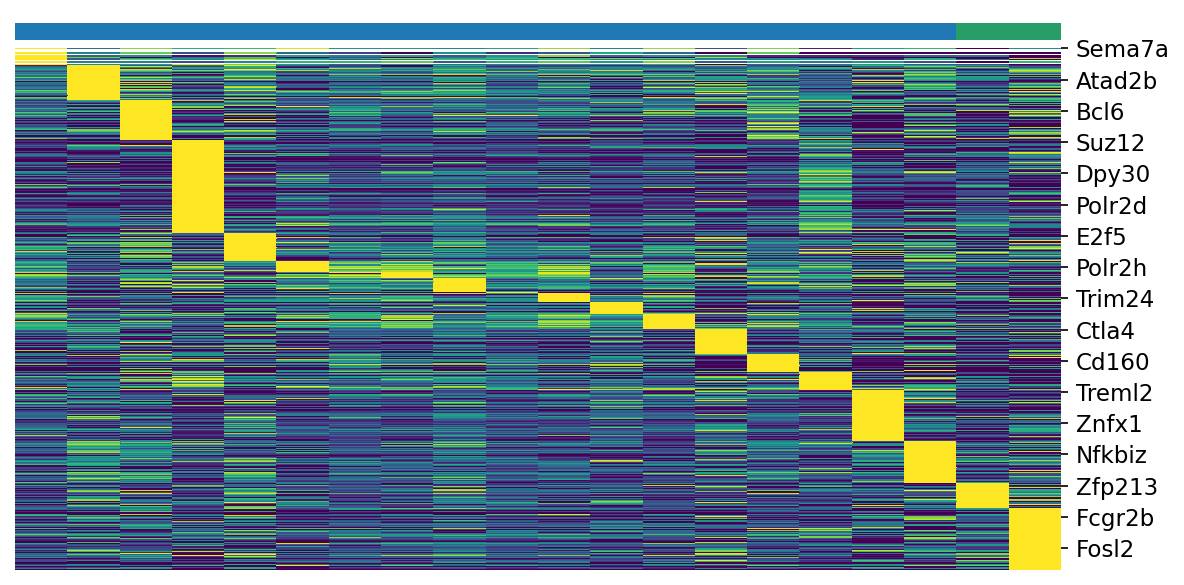 Sema7a
Atad2b
Bcl6
Suz12
Dpy30
Polr2d
E2f5
Polr2h
Trim24
Ctla4
Cd160
Treml2
Znfx1
Nfkbiz
Zfp213
Fcgr2b
Fosl2